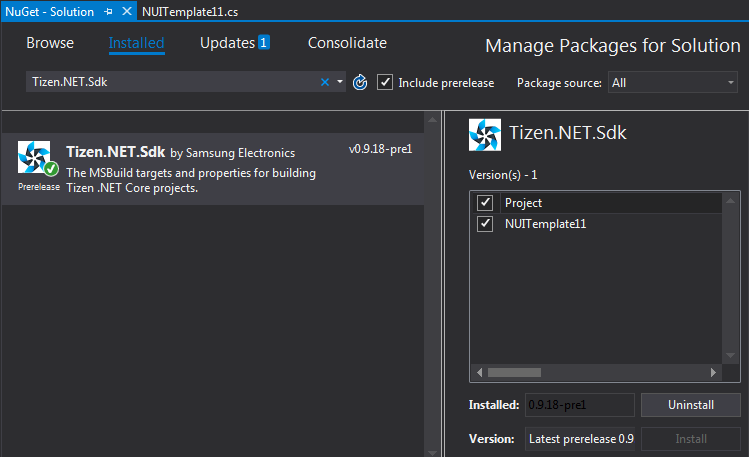 NuGet - Solution NUITemplate11.cs
Browse Installed Updates 1 Consolidate Manage Packages for Solution
Tizen.NET.Sdk Include prerelease Package source: All
Tizen.NET.Sdk by Samsung Electronics v0.9.18-pre1
The MSBuild targets and properties for building
Tizen .NET Core projects.
Prerelease
Tizen.NET.Sdk
Version(s) - 1
Project
NUITemplate11
Installed: 0.9.18-pre1 Uninstall
Version: Latest prerelease 0.9 Install